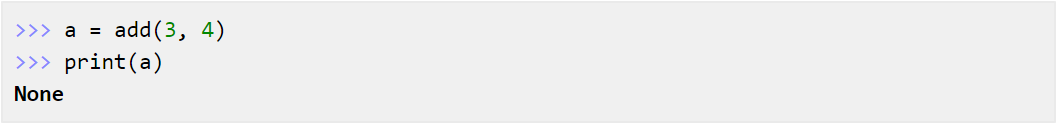 >>> a = add(3, 4)
>>> print(a)
None